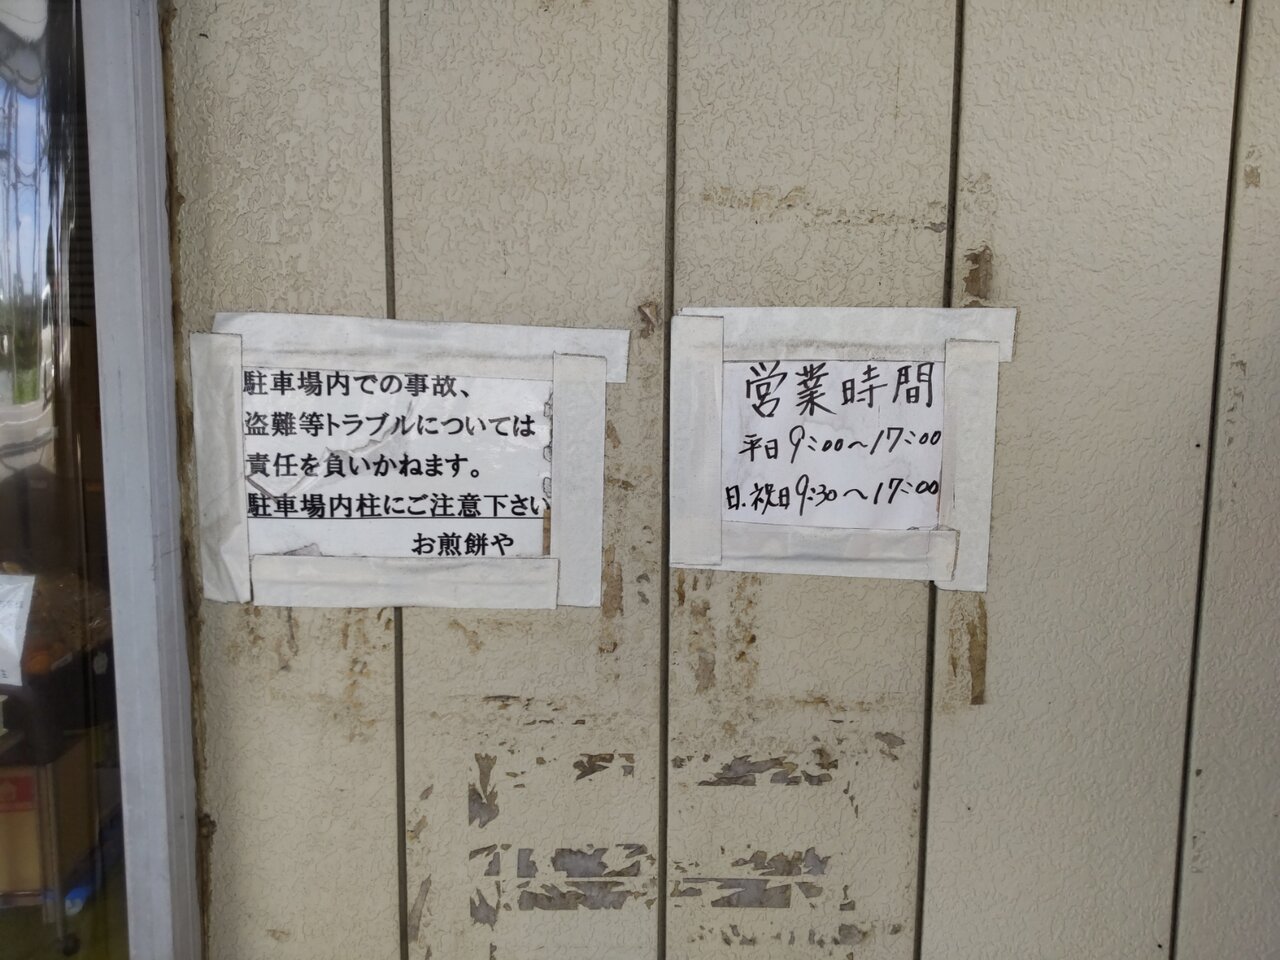 駐車場内での事故、
盗難等トラブルについては
責任を負いかねます。
駐車場内柱にご注意下さい
お煎餅や
営業時間
平日 9:00〜17:00
日.祝日 9:30〜17:00